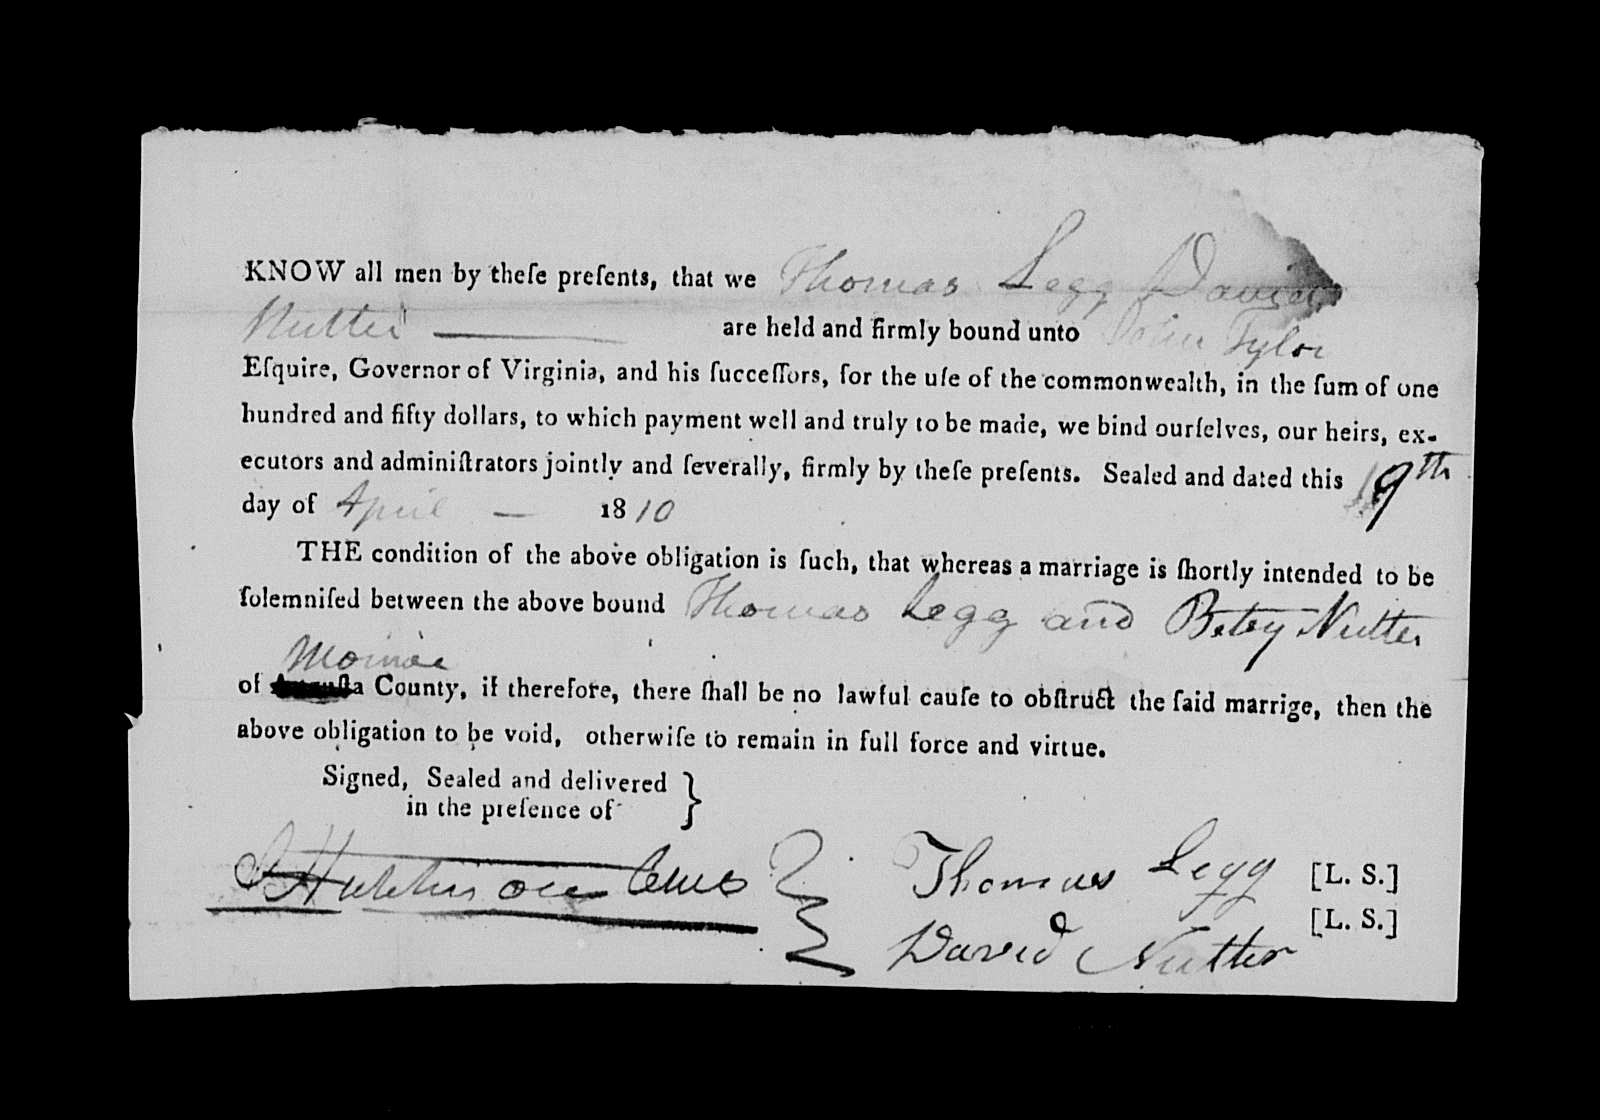 KNOW all men by theſe preſents, that we Thomas Legg David
Nutter — are held and firmly bound unto John Tylor
Eſquire, Governor of Virginia, and his ſucceſſors, for the uſe of the commonwealth, in the ſum of one
hundred and fifty dollars, to which payment well and truly to be made, we bind ourſelves, our heirs, ex-
ecutors and adminiſtrators jointly and ſeverally, firmly by theſe preſents. Sealed and dated this 19th
day of April — 1810
THE condition of the above obligation is ſuch, that whereas a marriage is ſhortly intended to be
ſolemniſed between the above bound Thomas Legg and Betsy Nutter
Monroe
of County, if therefore, there ſhall be no lawful cauſe to obſtruct the ſaid marrige, then the
above obligation to be void, otherwiſe to remain in full force and virtue.
Signed, Sealed and delivered }
in the preſence of
Hutchinson
Thomas Legg [L. S.]
David Nutter [L. S.]